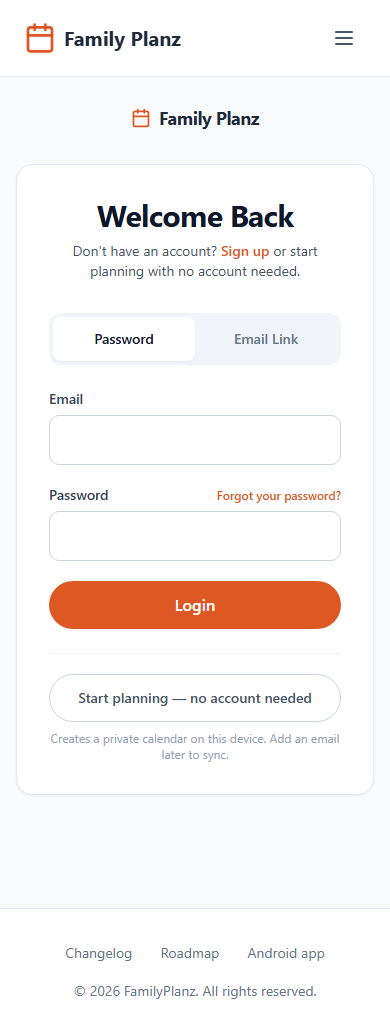 Family Planz
Family Planz
Welcome Back
Don't have an account? Sign up or start
planning with no account needed.
Password
Email Link
Email
Password
Forgot your password?
Login
Start planning — no account needed
Creates a private calendar on this device. Add an email
later to sync.
Changelog
Roadmap
Android app
© 2026 FamilyPlanz. All rights reserved.